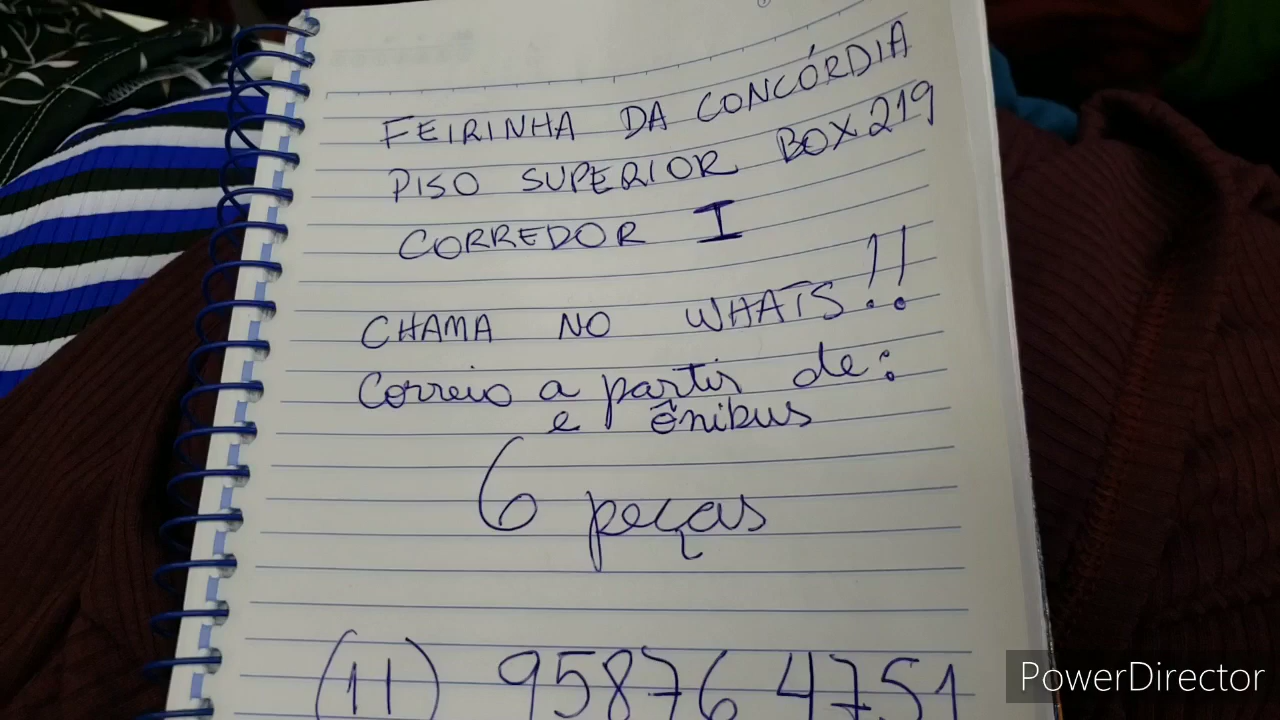 FEIRINHA DA CONCÓRDIA
PISO SUPERIOR BOX 219
CORREDOR I
CHAMA NO WHATS!!
Correio a partir de:
e ônibus
6 peças
(11) 95876 4751
PowerDirector